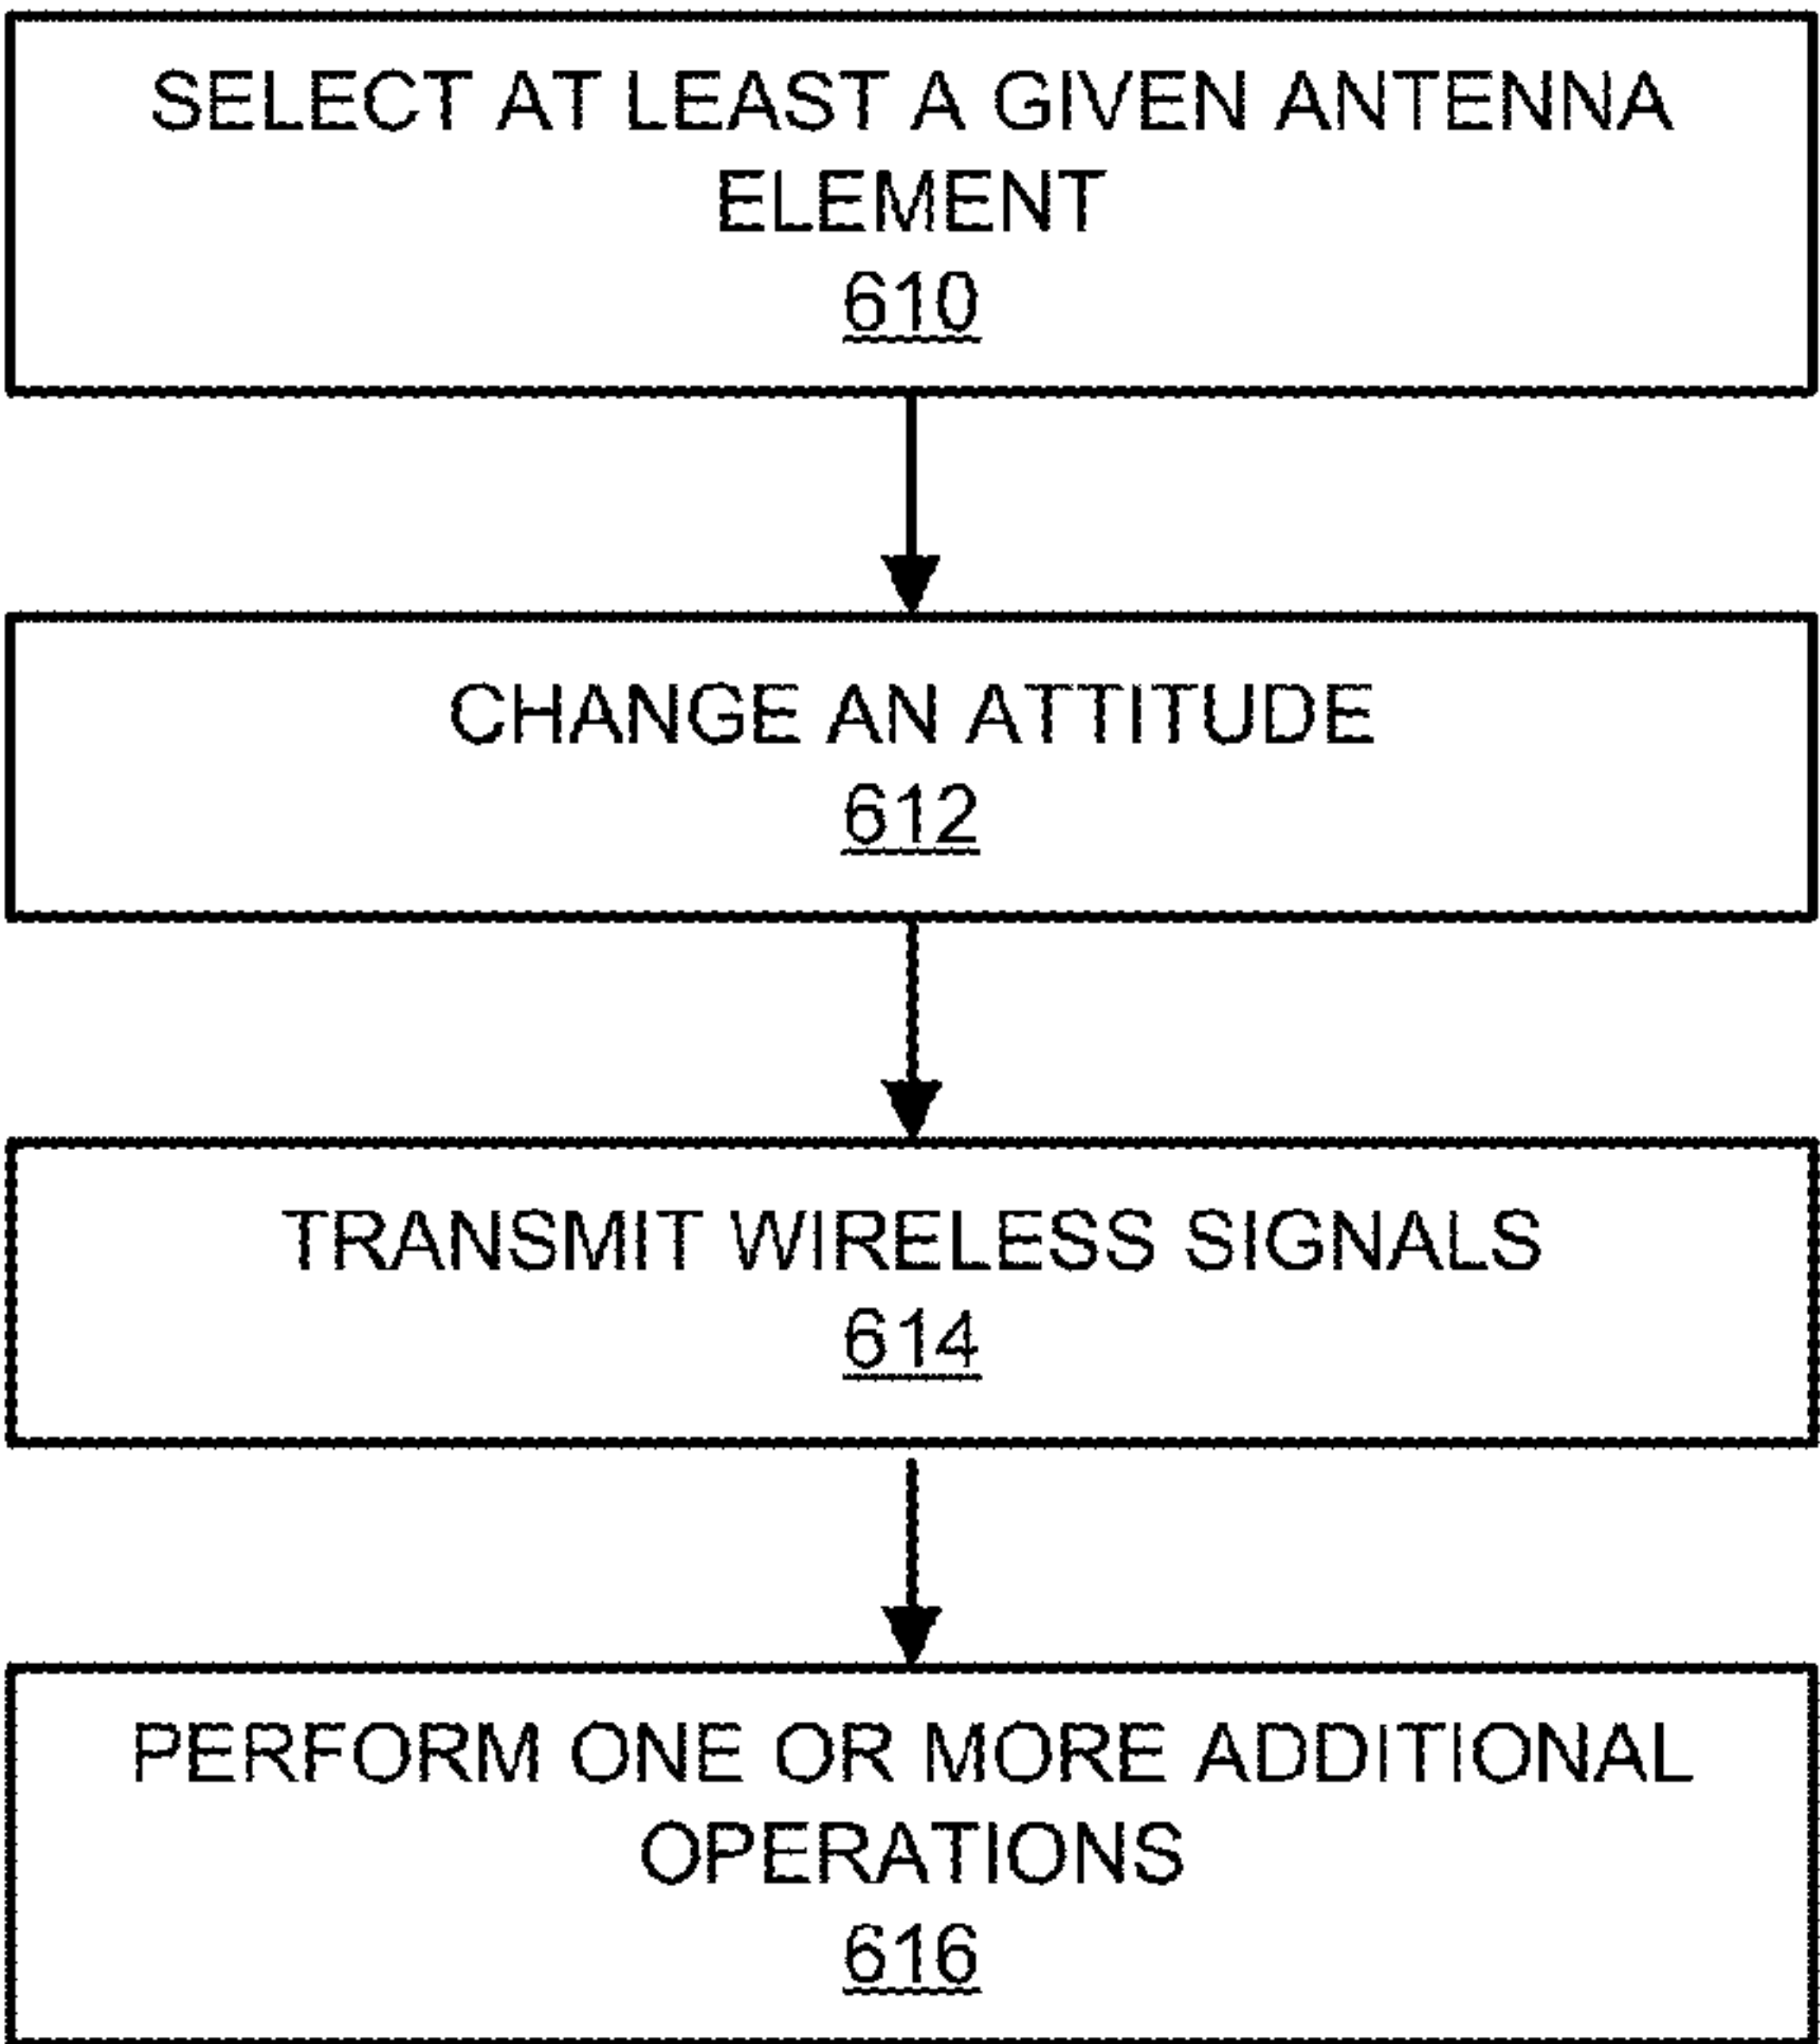 SELECT AT LEAST A GIVEN ANTENNA
ELEMENT
610
CHANGE AN ATTITUDE
612
TRANSMIT WIRELESS SIGNALS
614
PERFORM ONE OR MORE ADDITIONAL
OPERATIONS
616